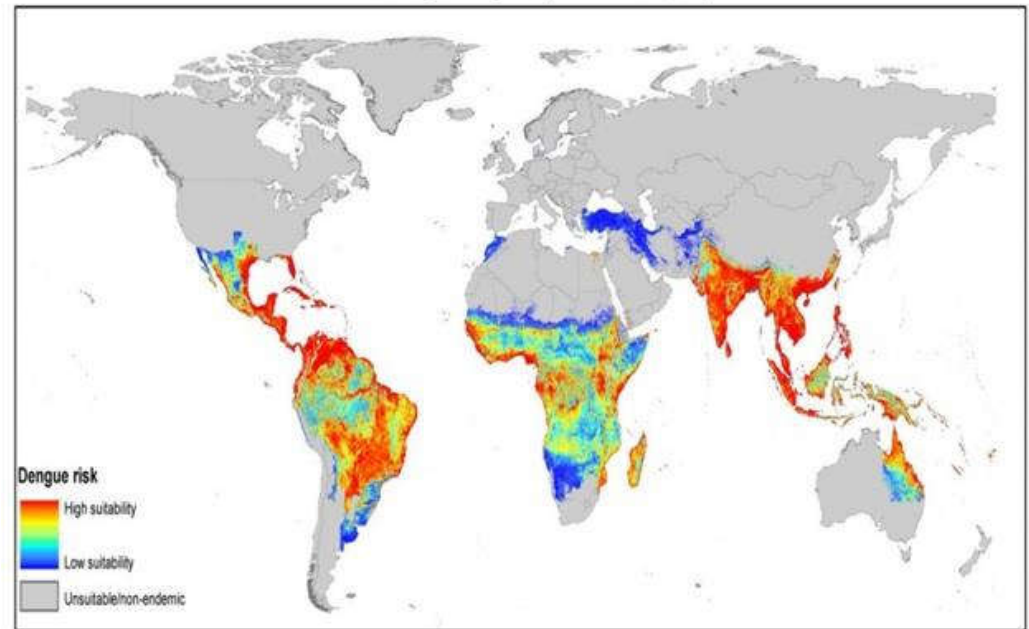 Dengue risk
High suitability
Low suitability
Unsuitable/non-endemic